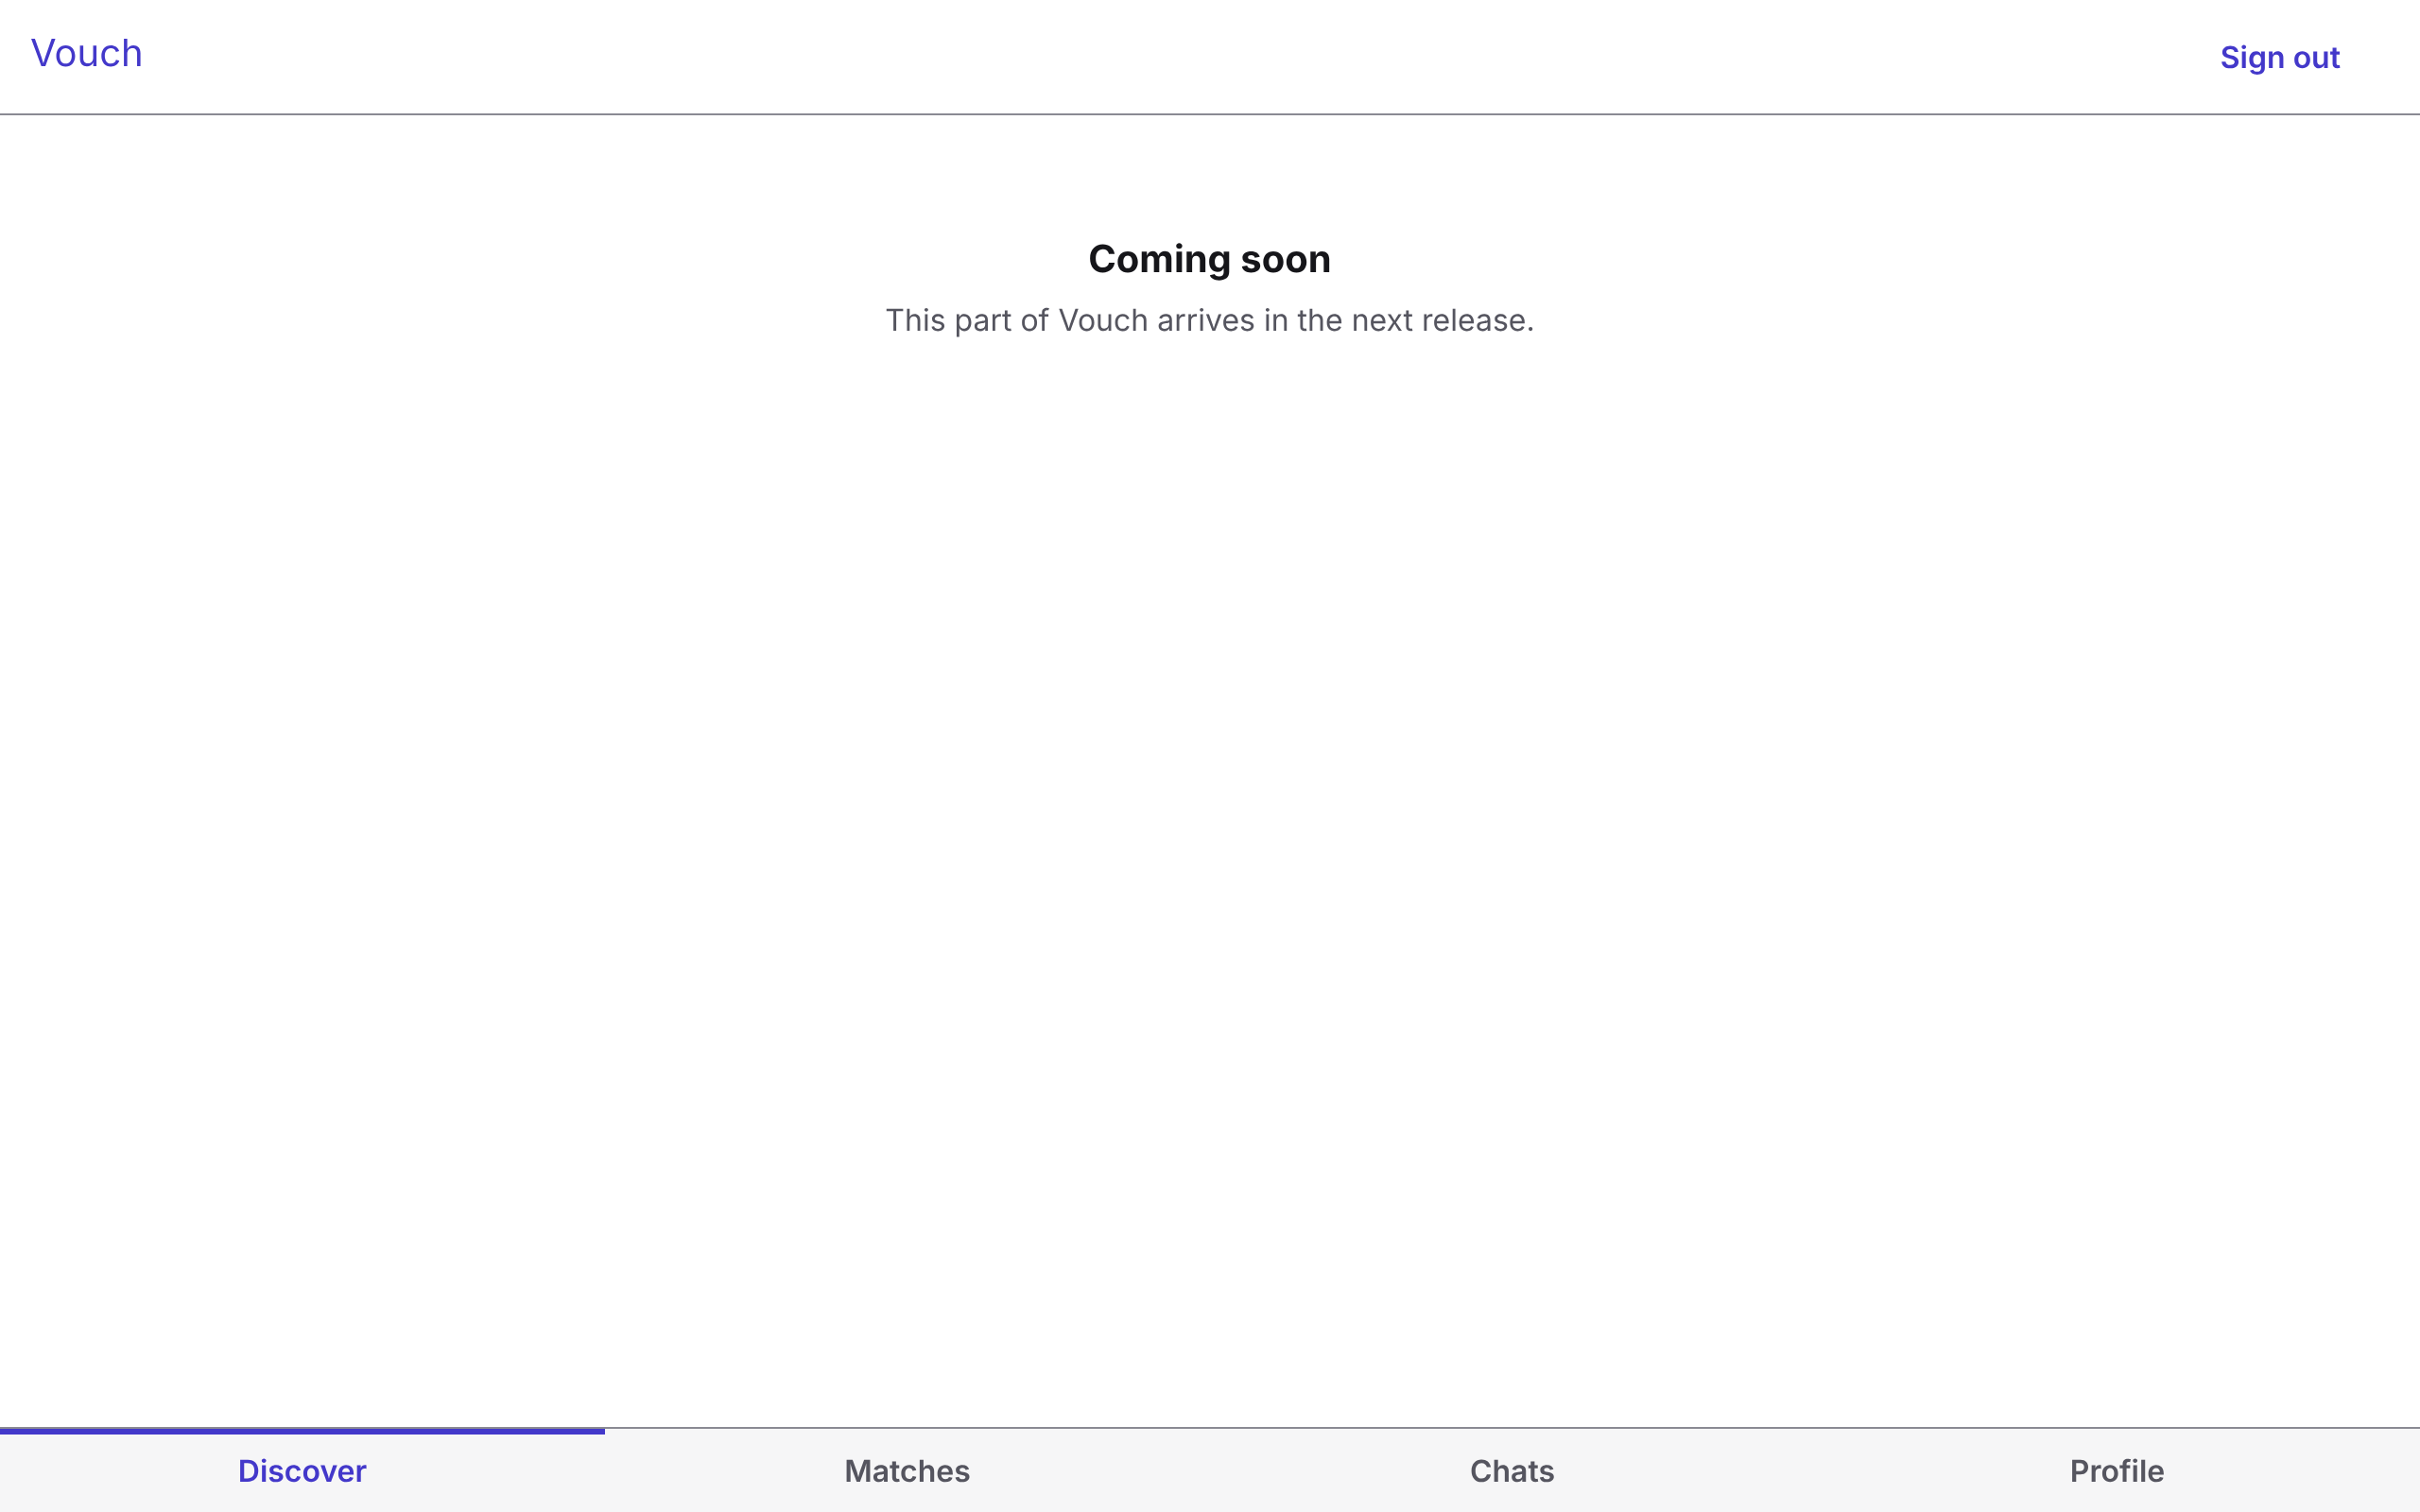 Vouch
Sign out
Coming soon
This part of Vouch arrives in the next release.
Discover
Matches
Chats
Profile